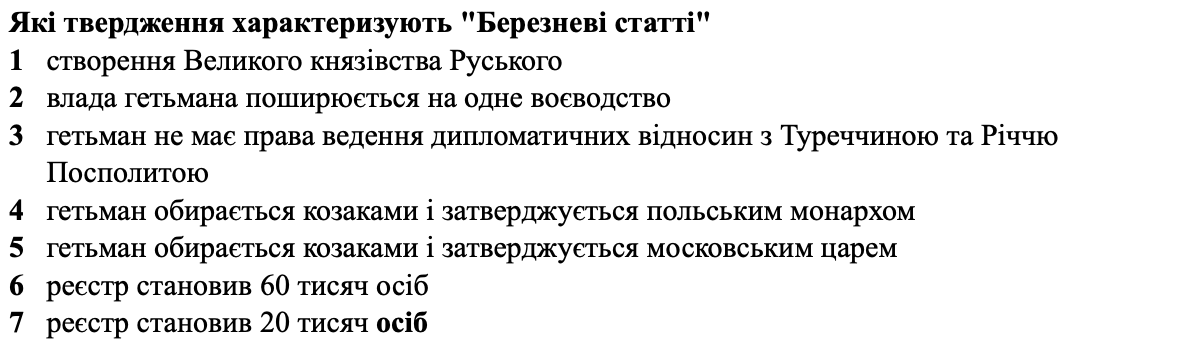 Які твердження характеризують "Березневі статті"
1 створення Великого князівства Руського
2 влада гетьмана поширюється на одне воєводство
3 гетьман не має права ведення дипломатичних відносин з Туреччиною та Річчю
Посполитою
4 гетьман обирається козаками і затверджується польським монархом
5 гетьман обирається козаками і затверджується московським царем
6 реєстр становив 60 тисяч осіб
7 реєстр становив 20 тисяч осіб